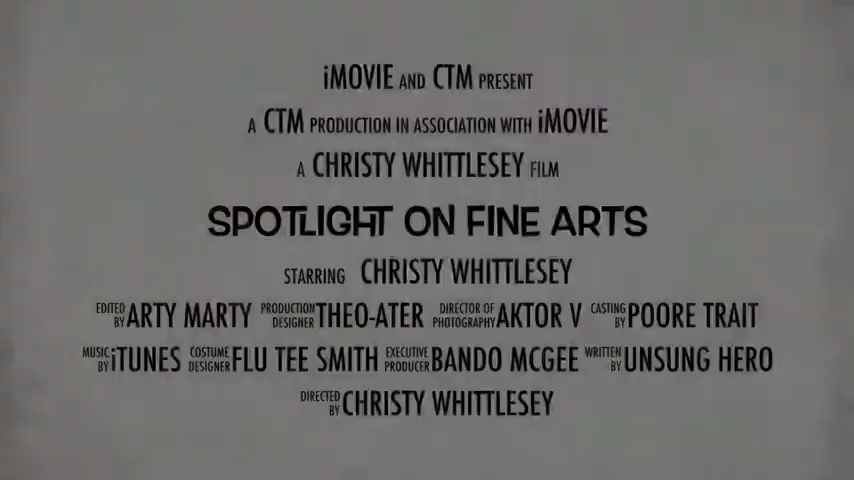 iMOVIE AND CTM PRESENT
A CTM PRODUCTION IN ASSOCIATION WITH iMOVIE
A CHRISTY WHITTLESEY FILM
SPOTLIGHT ON FINE ARTS
STARRING CHRISTY WHITTLESEY
EDITED BY ARTY MARTY PRODUCTION DESIGNER THEO-ATER DIRECTOR OF PHOTOGRAPHY AKTOR V CASTING BY POORE TRAIT
MUSIC BY iTUNES COSTUME DESIGNER FLU TEE SMITH EXECUTIVE PRODUCER BANDO MCGEE WRITTEN BY UNSUNG HERO
DIRECTED BY CHRISTY WHITTLESEY